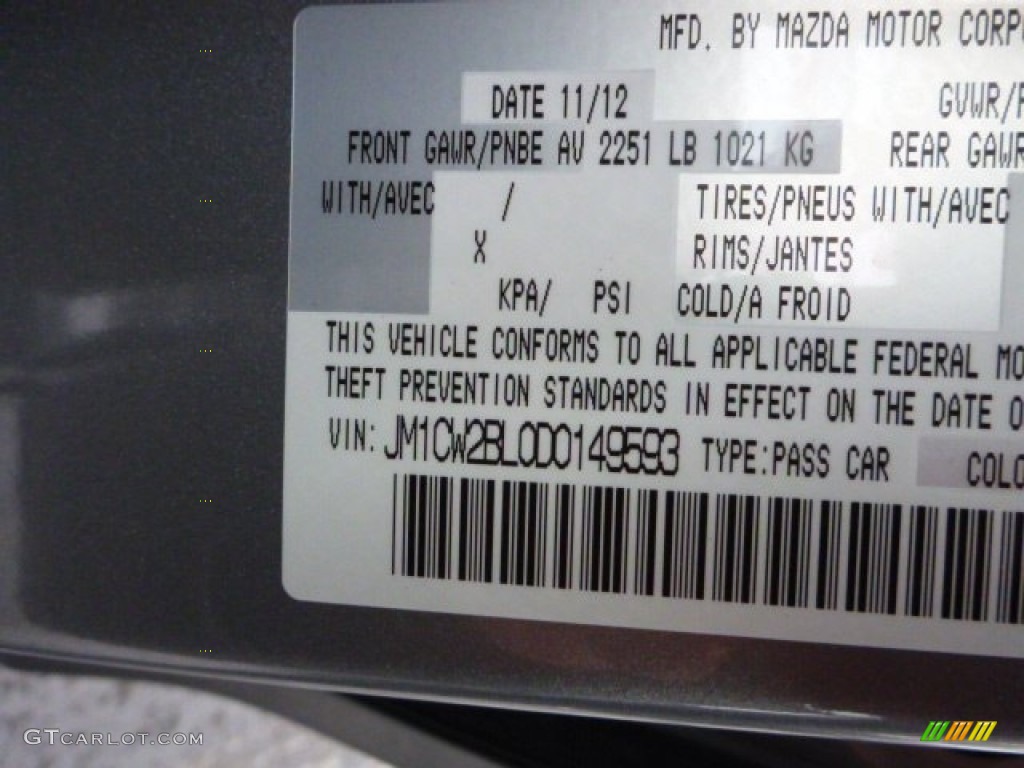 MFD. BY MAZDA MOTOR CORPO
DATE 11/12 GVWR/P
FRONT GAWR/PNBE AV 2251 LB 1021 KG REAR GAWR
WITH/AVEC / TIRES/PNEUS WITH/AVEC
X RIMS/JANTES
KPA/ PSI COLD/A FROID
THIS VEHICLE CONFORMS TO ALL APPLICABLE FEDERAL MO
THEFT PREVENTION STANDARDS IN EFFECT ON THE DATE O
VIN: JM1CW2BL0D0149593 TYPE:PASS CAR COLO
GTCARLOT.COM